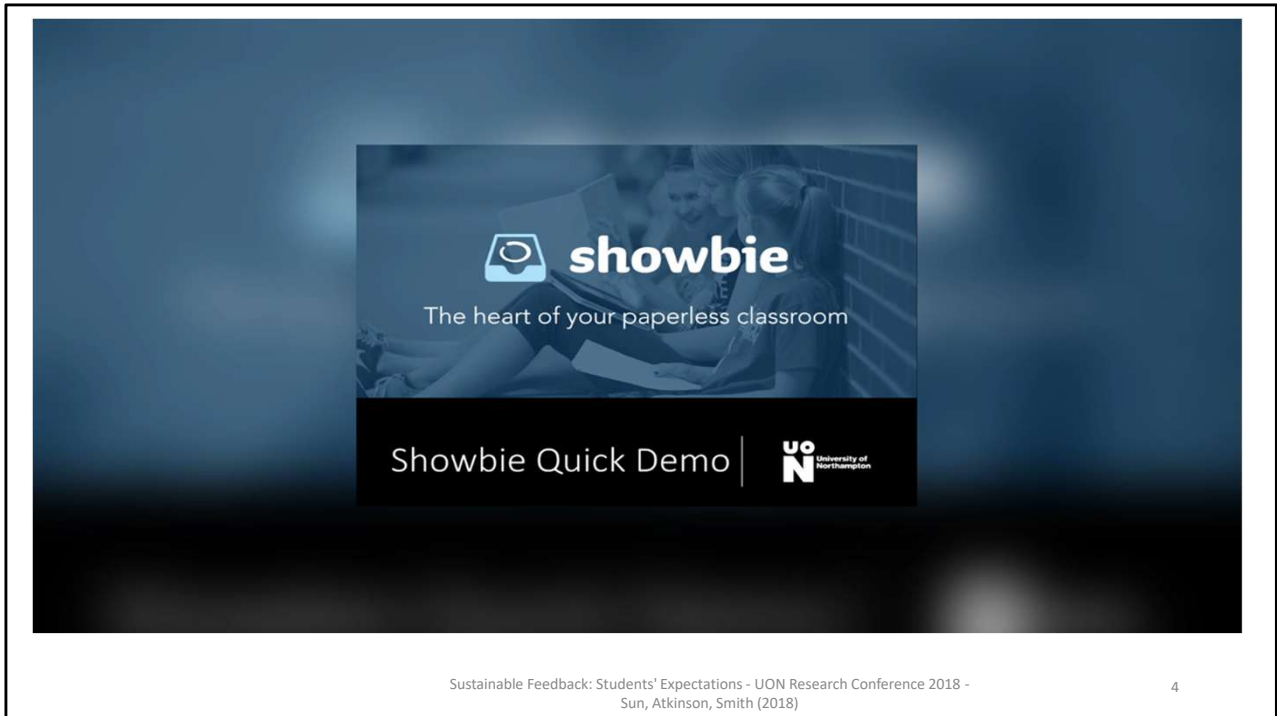 showbie
The heart of your paperless classroom
Showbie Quick Demo
UON
University of
Northampton
Sustainable Feedback: Students' Expectations - UON Research Conference 2018 -
Sun, Atkinson, Smith (2018)
4